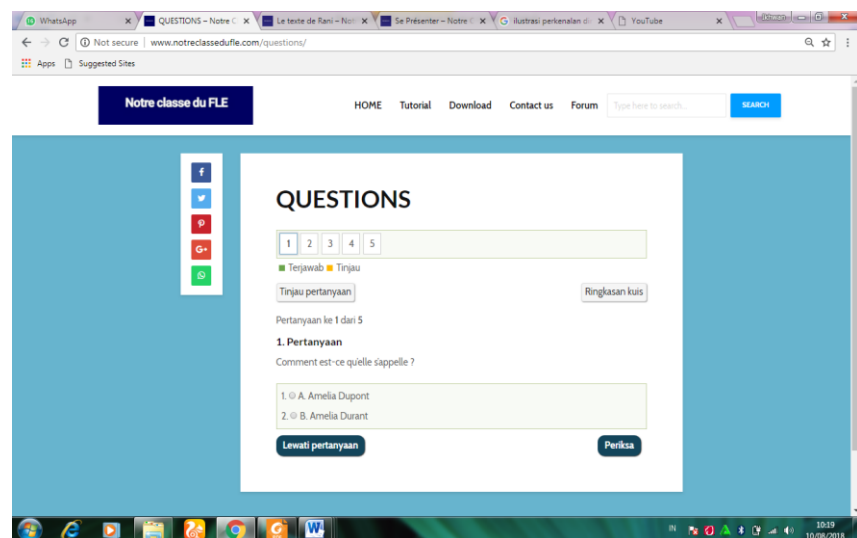 WhatsApp
QUESTIONS – Notre C
Le texte de Rani – Not
Se Présenter – Notre C
ilustrasi perkenalan di
YouTube
Not secure | www.notreclassedufle.com/questions/
Apps Suggested Sites
Notre classe du FLE
HOME Tutorial Download Contact us Forum Type here to search... SEARCH
QUESTIONS
1 2 3 4 5
Terjawab Tinjau
Tinjau pertanyaan Ringkasan kuis
Pertanyaan ke 1 dari 5
1. Pertanyaan
Comment est-ce qu'elle s'appelle ?
1. A. Amelia Dupont
2. B. Amelia Durant
Lewati pertanyaan Periksa
IN 10:19
10/08/2018